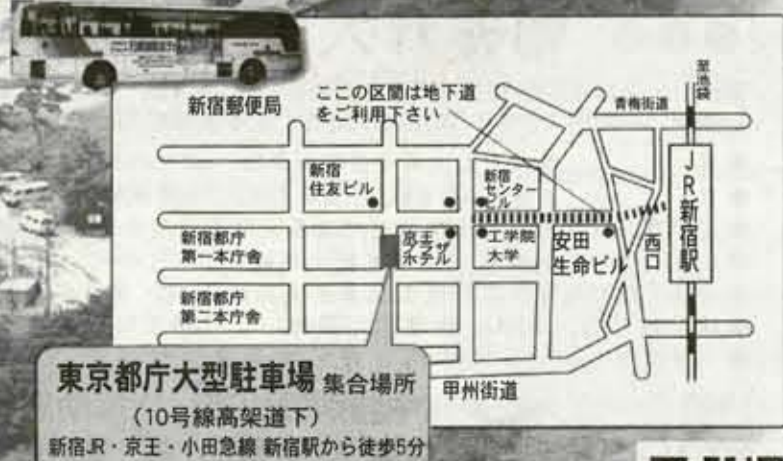 新宿郵便局
ここの区間は地下道
をご利用下さい
至池袋
青梅街道
新宿
住友ビル
新宿
センター
ビル
JR新宿駅
新宿都庁
第一本庁舎
京王
プラザ
ホテル
工学院
大学
安田
生命ビル
西口
新宿都庁
第二本庁舎
東京都庁大型駐車場 集合場所
(10号線高架道下)
新宿JR・京王・小田急線 新宿駅から徒歩5分
甲州街道